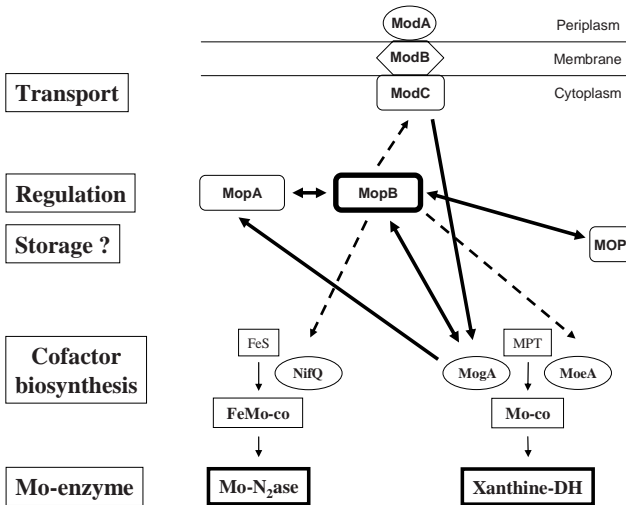 ModA
Periplasm
ModB
Membrane
Transport
ModC
Cytoplasm
Regulation
MopA
MopB
Storage ?
MOP
Cofactor
biosynthesis
FeS
NifQ
MogA
MPT
MoeA
FeMo-co
Mo-co
Mo-enzyme
Mo-N₂ase
Xanthine-DH